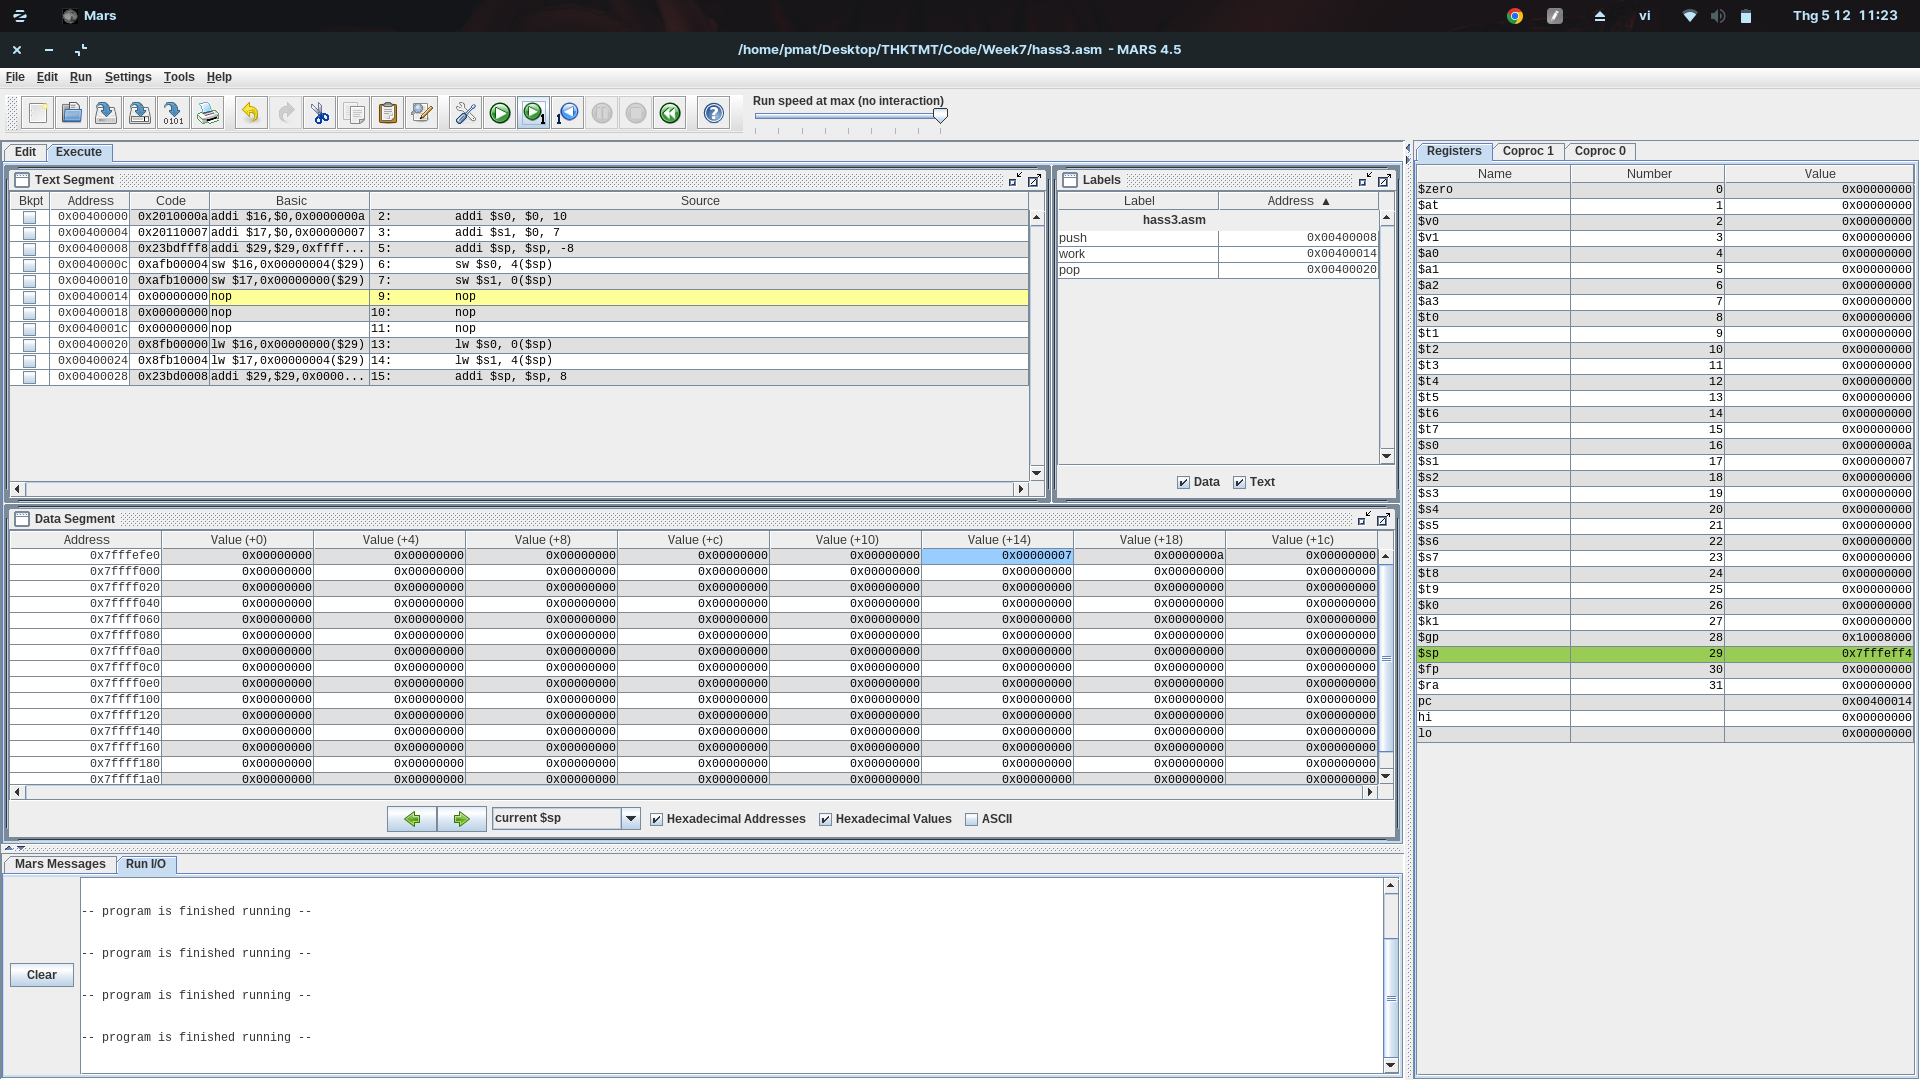 Mars
vi
Thg 5 12 11:23
/home/pmat/Desktop/THKTMT/Code/Week7/hass3.asm - MARS 4.5
File Edit Run Settings Tools Help
Run speed at max (no interaction)
Edit Execute
Text Segment
Bkpt Address Code Basic Source
0x00400000 0x2010000a addi $16,$0,0x0000000a 2: addi $s0, $0, 10
0x00400004 0x20110007 addi $17,$0,0x00000007 3: addi $s1, $0, 7
0x00400008 0x23bdfff8 addi $29,$29,0xffff... 5: addi $sp, $sp, -8
0x0040000c 0xafb00004 sw $16,0x00000004($29) 6: sw $s0, 4($sp)
0x00400010 0xafb10000 sw $17,0x00000000($29) 7: sw $s1, 0($sp)
0x00400014 0x00000000 nop 9: nop
0x00400018 0x00000000 nop 10: nop
0x0040001c 0x00000000 nop 11: nop
0x00400020 0x8fb00000 lw $16,0x00000000($29) 13: lw $s0, 0($sp)
0x00400024 0x8fb10004 lw $17,0x00000004($29) 14: lw $s1, 4($sp)
0x00400028 0x23bd0008 addi $29,$29,0x0000... 15: addi $sp, $sp, 8
Labels
Label Address ▲
hass3.asm
push 0x00400008
work 0x00400014
pop 0x00400020
Data Text
Data Segment
Address Value (+0) Value (+4) Value (+8) Value (+c) Value (+10) Value (+14) Value (+18) Value (+1c)
0x7fffefe0 0x00000000 0x00000000 0x00000000 0x00000000 0x00000000 0x00000007 0x0000000a 0x00000000
0x7ffff000 0x00000000 0x00000000 0x00000000 0x00000000 0x00000000 0x00000000 0x00000000 0x00000000
0x7ffff020 0x00000000 0x00000000 0x00000000 0x00000000 0x00000000 0x00000000 0x00000000 0x00000000
0x7ffff040 0x00000000 0x00000000 0x00000000 0x00000000 0x00000000 0x00000000 0x00000000 0x00000000
0x7ffff060 0x00000000 0x00000000 0x00000000 0x00000000 0x00000000 0x00000000 0x00000000 0x00000000
0x7ffff080 0x00000000 0x00000000 0x00000000 0x00000000 0x00000000 0x00000000 0x00000000 0x00000000
0x7ffff0a0 0x00000000 0x00000000 0x00000000 0x00000000 0x00000000 0x00000000 0x00000000 0x00000000
0x7ffff0c0 0x00000000 0x00000000 0x00000000 0x00000000 0x00000000 0x00000000 0x00000000 0x00000000
0x7ffff0e0 0x00000000 0x00000000 0x00000000 0x00000000 0x00000000 0x00000000 0x00000000 0x00000000
0x7ffff100 0x00000000 0x00000000 0x00000000 0x00000000 0x00000000 0x00000000 0x00000000 0x00000000
0x7ffff120 0x00000000 0x00000000 0x00000000 0x00000000 0x00000000 0x00000000 0x00000000 0x00000000
0x7ffff140 0x00000000 0x00000000 0x00000000 0x00000000 0x00000000 0x00000000 0x00000000 0x00000000
0x7ffff160 0x00000000 0x00000000 0x00000000 0x00000000 0x00000000 0x00000000 0x00000000 0x00000000
0x7ffff180 0x00000000 0x00000000 0x00000000 0x00000000 0x00000000 0x00000000 0x00000000 0x00000000
0x7ffff1a0 0x00000000 0x00000000 0x00000000 0x00000000 0x00000000 0x00000000 0x00000000 0x00000000
current $sp Hexadecimal Addresses Hexadecimal Values ASCII
Mars Messages Run I/O
-- program is finished running --
-- program is finished running --
Clear
-- program is finished running --
-- program is finished running --
Registers Coproc 1 Coproc 0
Name Number Value
$zero 0 0x00000000
$at 1 0x00000000
$v0 2 0x00000000
$v1 3 0x00000000
$a0 4 0x00000000
$a1 5 0x00000000
$a2 6 0x00000000
$a3 7 0x00000000
$t0 8 0x00000000
$t1 9 0x00000000
$t2 10 0x00000000
$t3 11 0x00000000
$t4 12 0x00000000
$t5 13 0x00000000
$t6 14 0x00000000
$t7 15 0x00000000
$s0 16 0x0000000a
$s1 17 0x00000007
$s2 18 0x00000000
$s3 19 0x00000000
$s4 20 0x00000000
$s5 21 0x00000000
$s6 22 0x00000000
$s7 23 0x00000000
$t8 24 0x00000000
$t9 25 0x00000000
$k0 26 0x00000000
$k1 27 0x00000000
$gp 28 0x10008000
$sp 29 0x7fffeff4
$fp 30 0x00000000
$ra 31 0x00000000
pc 0x00400014
hi 0x00000000
lo 0x00000000